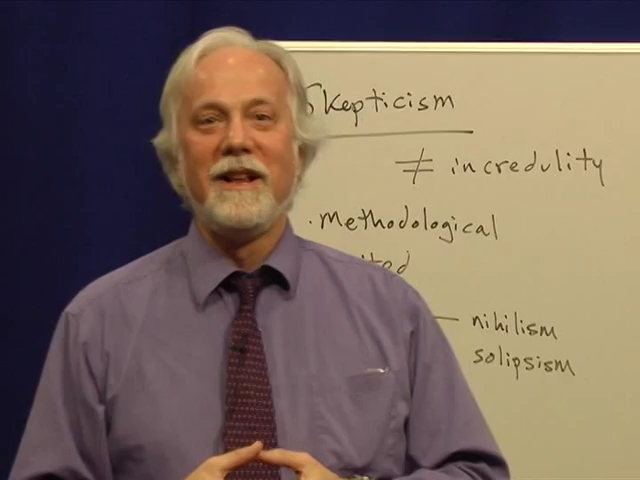 Skepticism
≠ incredulity
· methodological
— nihilism
solipsism